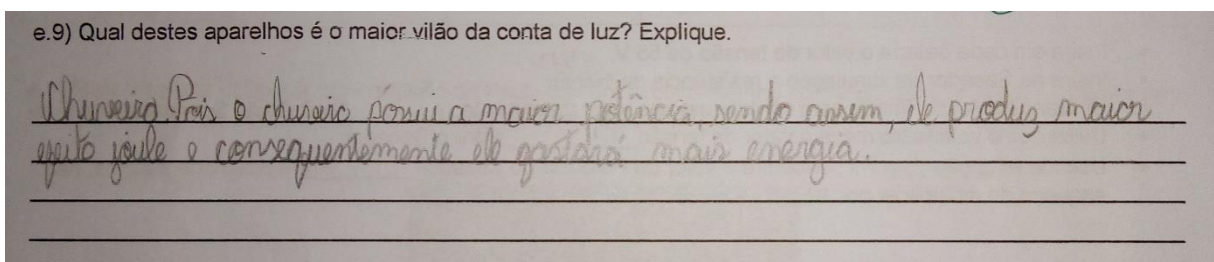 e.9) Qual destes aparelhos é o maior vilão da conta de luz? Explique.
Chuveiro. Pois o chuveiro possui a maior potência, sendo assim, ele produz maior
efeito joule e consequentemente ele gastará mais energia.